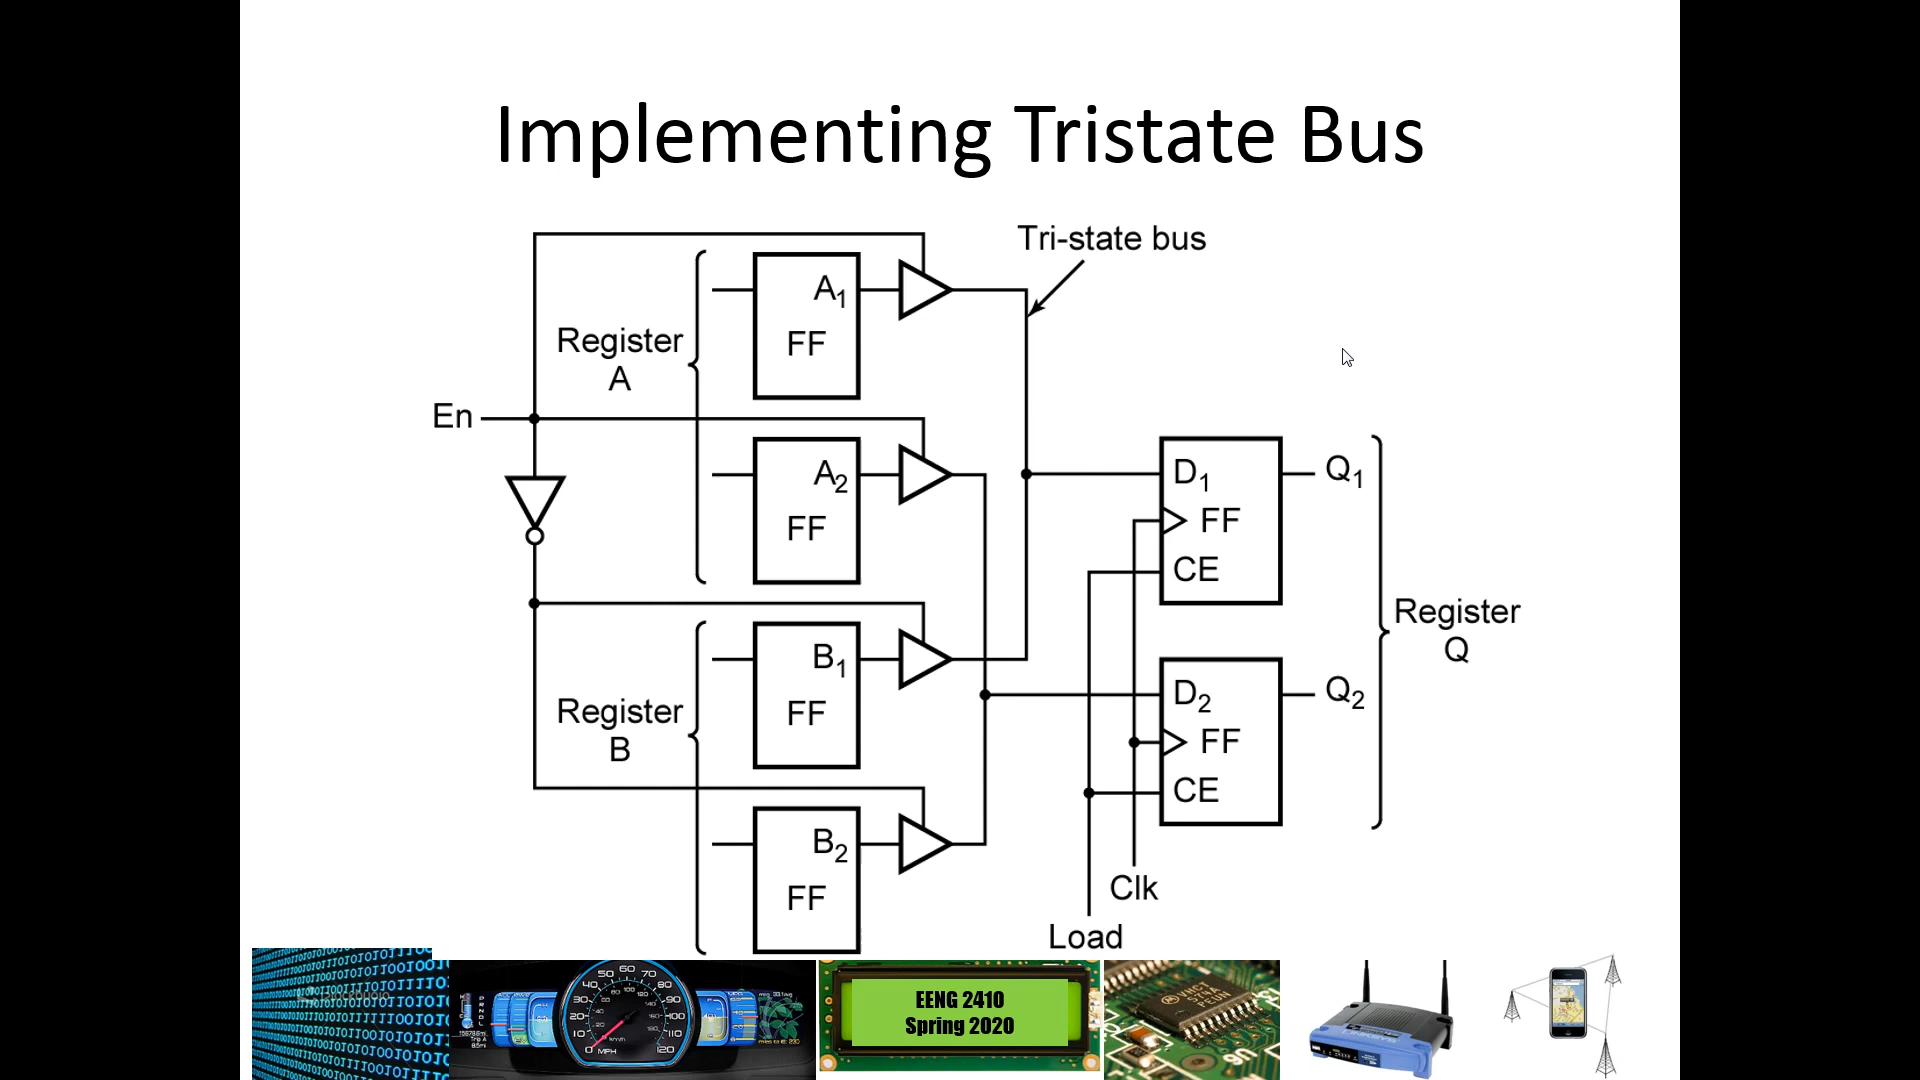 Implementing Tristate Bus
Tri-state bus
A1
FF
Register
A
En
A2
FF
B1
FF
Register
B
B2
FF
D1
FF
CE
Q1
D2
FF
CE
Q2
Register
Q
Clk
Load
EENG 2410
Spring 2020